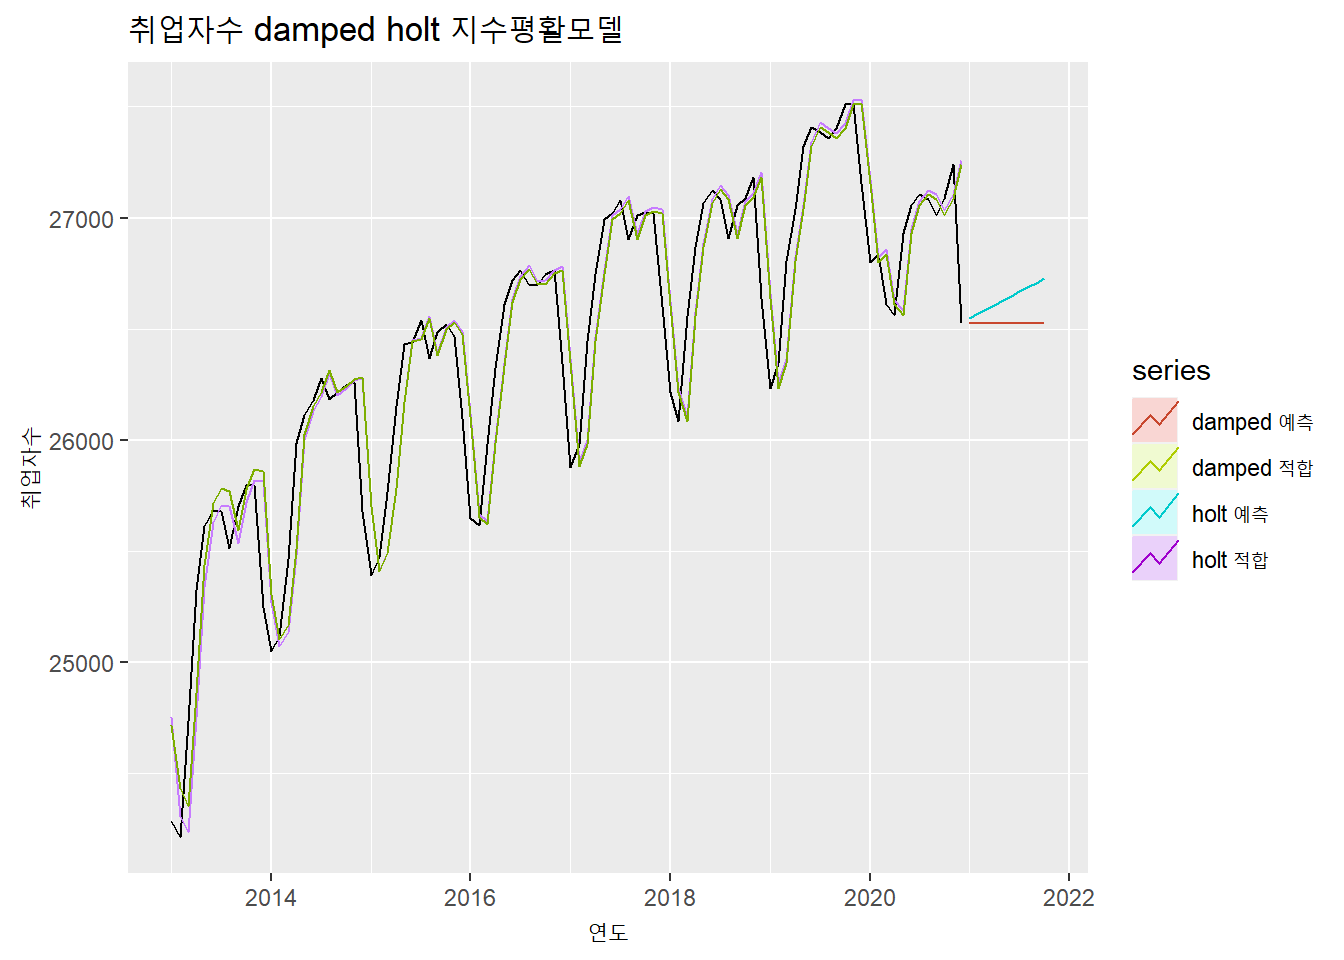 취업자수 damped holt 지수평활모델
취업자수
27000
26000
25000
2014 2016 2018 2020 2022
연도
series
damped 예측
damped 적합
holt 예측
holt 적합